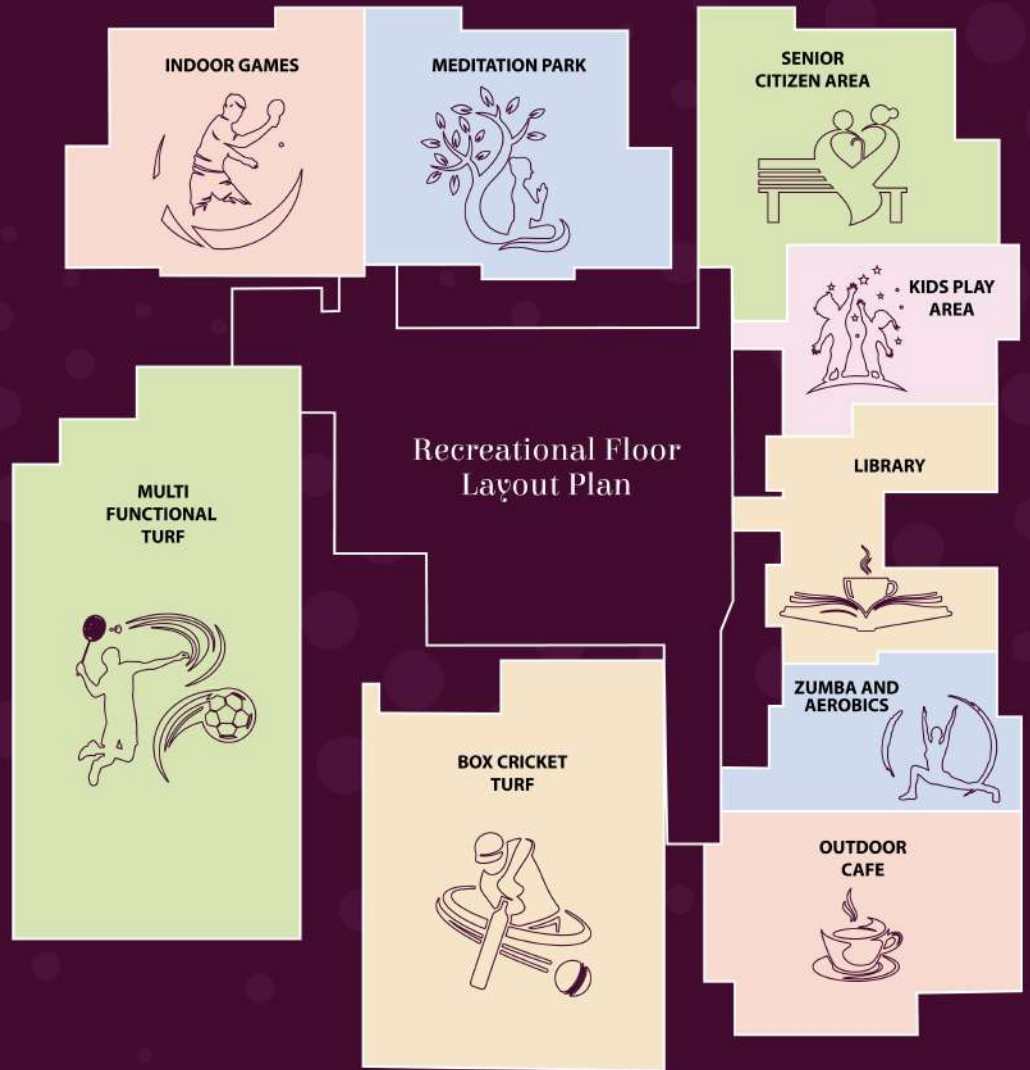 INDOOR GAMES
MEDITATION PARK
SENIOR
CITIZEN AREA
KIDS PLAY
AREA
Recreational Floor
Layout Plan
LIBRARY
MULTI
FUNCTIONAL
TURF
ZUMBA AND
AEROBICS
BOX CRICKET
TURF
OUTDOOR
CAFE